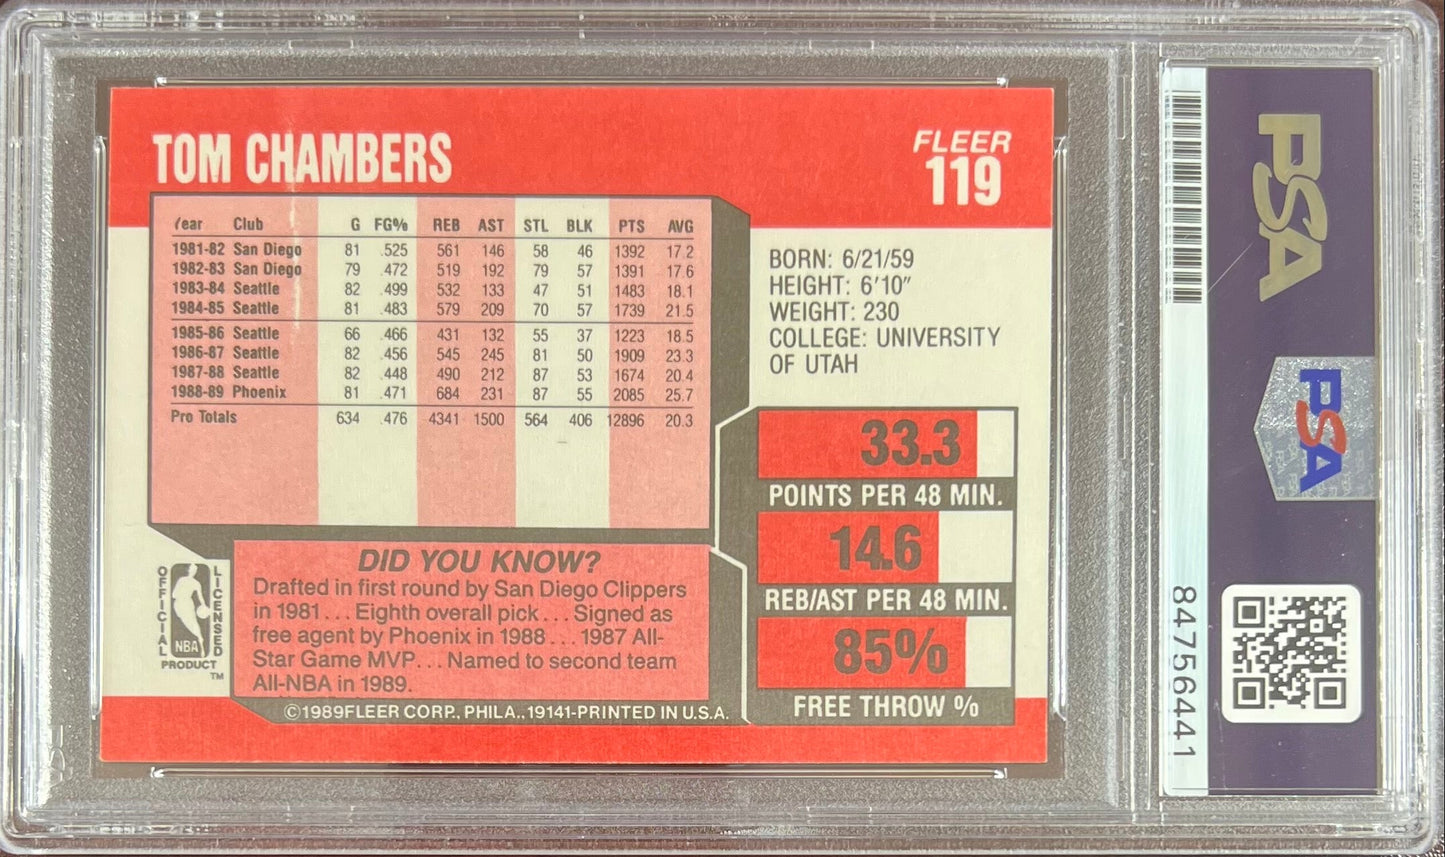 TOM CHAMBERS
FLEER
119
Year Club G FG% REB AST STL BLK PTS AVG
1981-82 San Diego 81 .525 561 146 58 46 1392 17.2
1982-83 San Diego 79 .472 519 192 79 57 1391 17.6
1983-84 Seattle 82 .499 532 133 47 51 1483 18.1
1984-85 Seattle 81 .483 579 209 70 57 1739 21.5
1985-86 Seattle 66 .466 431 132 55 37 1223 18.5
1986-87 Seattle 82 .456 545 245 81 50 1909 23.3
1987-88 Seattle 82 .448 490 212 87 53 1674 20.4
1988-89 Phoenix 81 .471 684 231 87 55 2085 25.7
Pro Totals 634 .476 4341 1500 564 406 12896 20.3
BORN: 6/21/59
HEIGHT: 6'10"
WEIGHT: 230
COLLEGE: UNIVERSITY
OF UTAH
33.3
POINTS PER 48 MIN.
14.6
REB/AST PER 48 MIN.
85%
FREE THROW %
DID YOU KNOW?
Drafted in first round by San Diego Clippers
in 1981... Eighth overall pick... Signed as
free agent by Phoenix in 1988... 1987 All-
Star Game MVP... Named to second team
All-NBA in 1989.
OFFICIAL
LICENSED
NBA
PRODUCT
TM
©1989FLEER CORP., PHILA., 19141-PRINTED IN U.S.A.
PSA
PSA
84756441